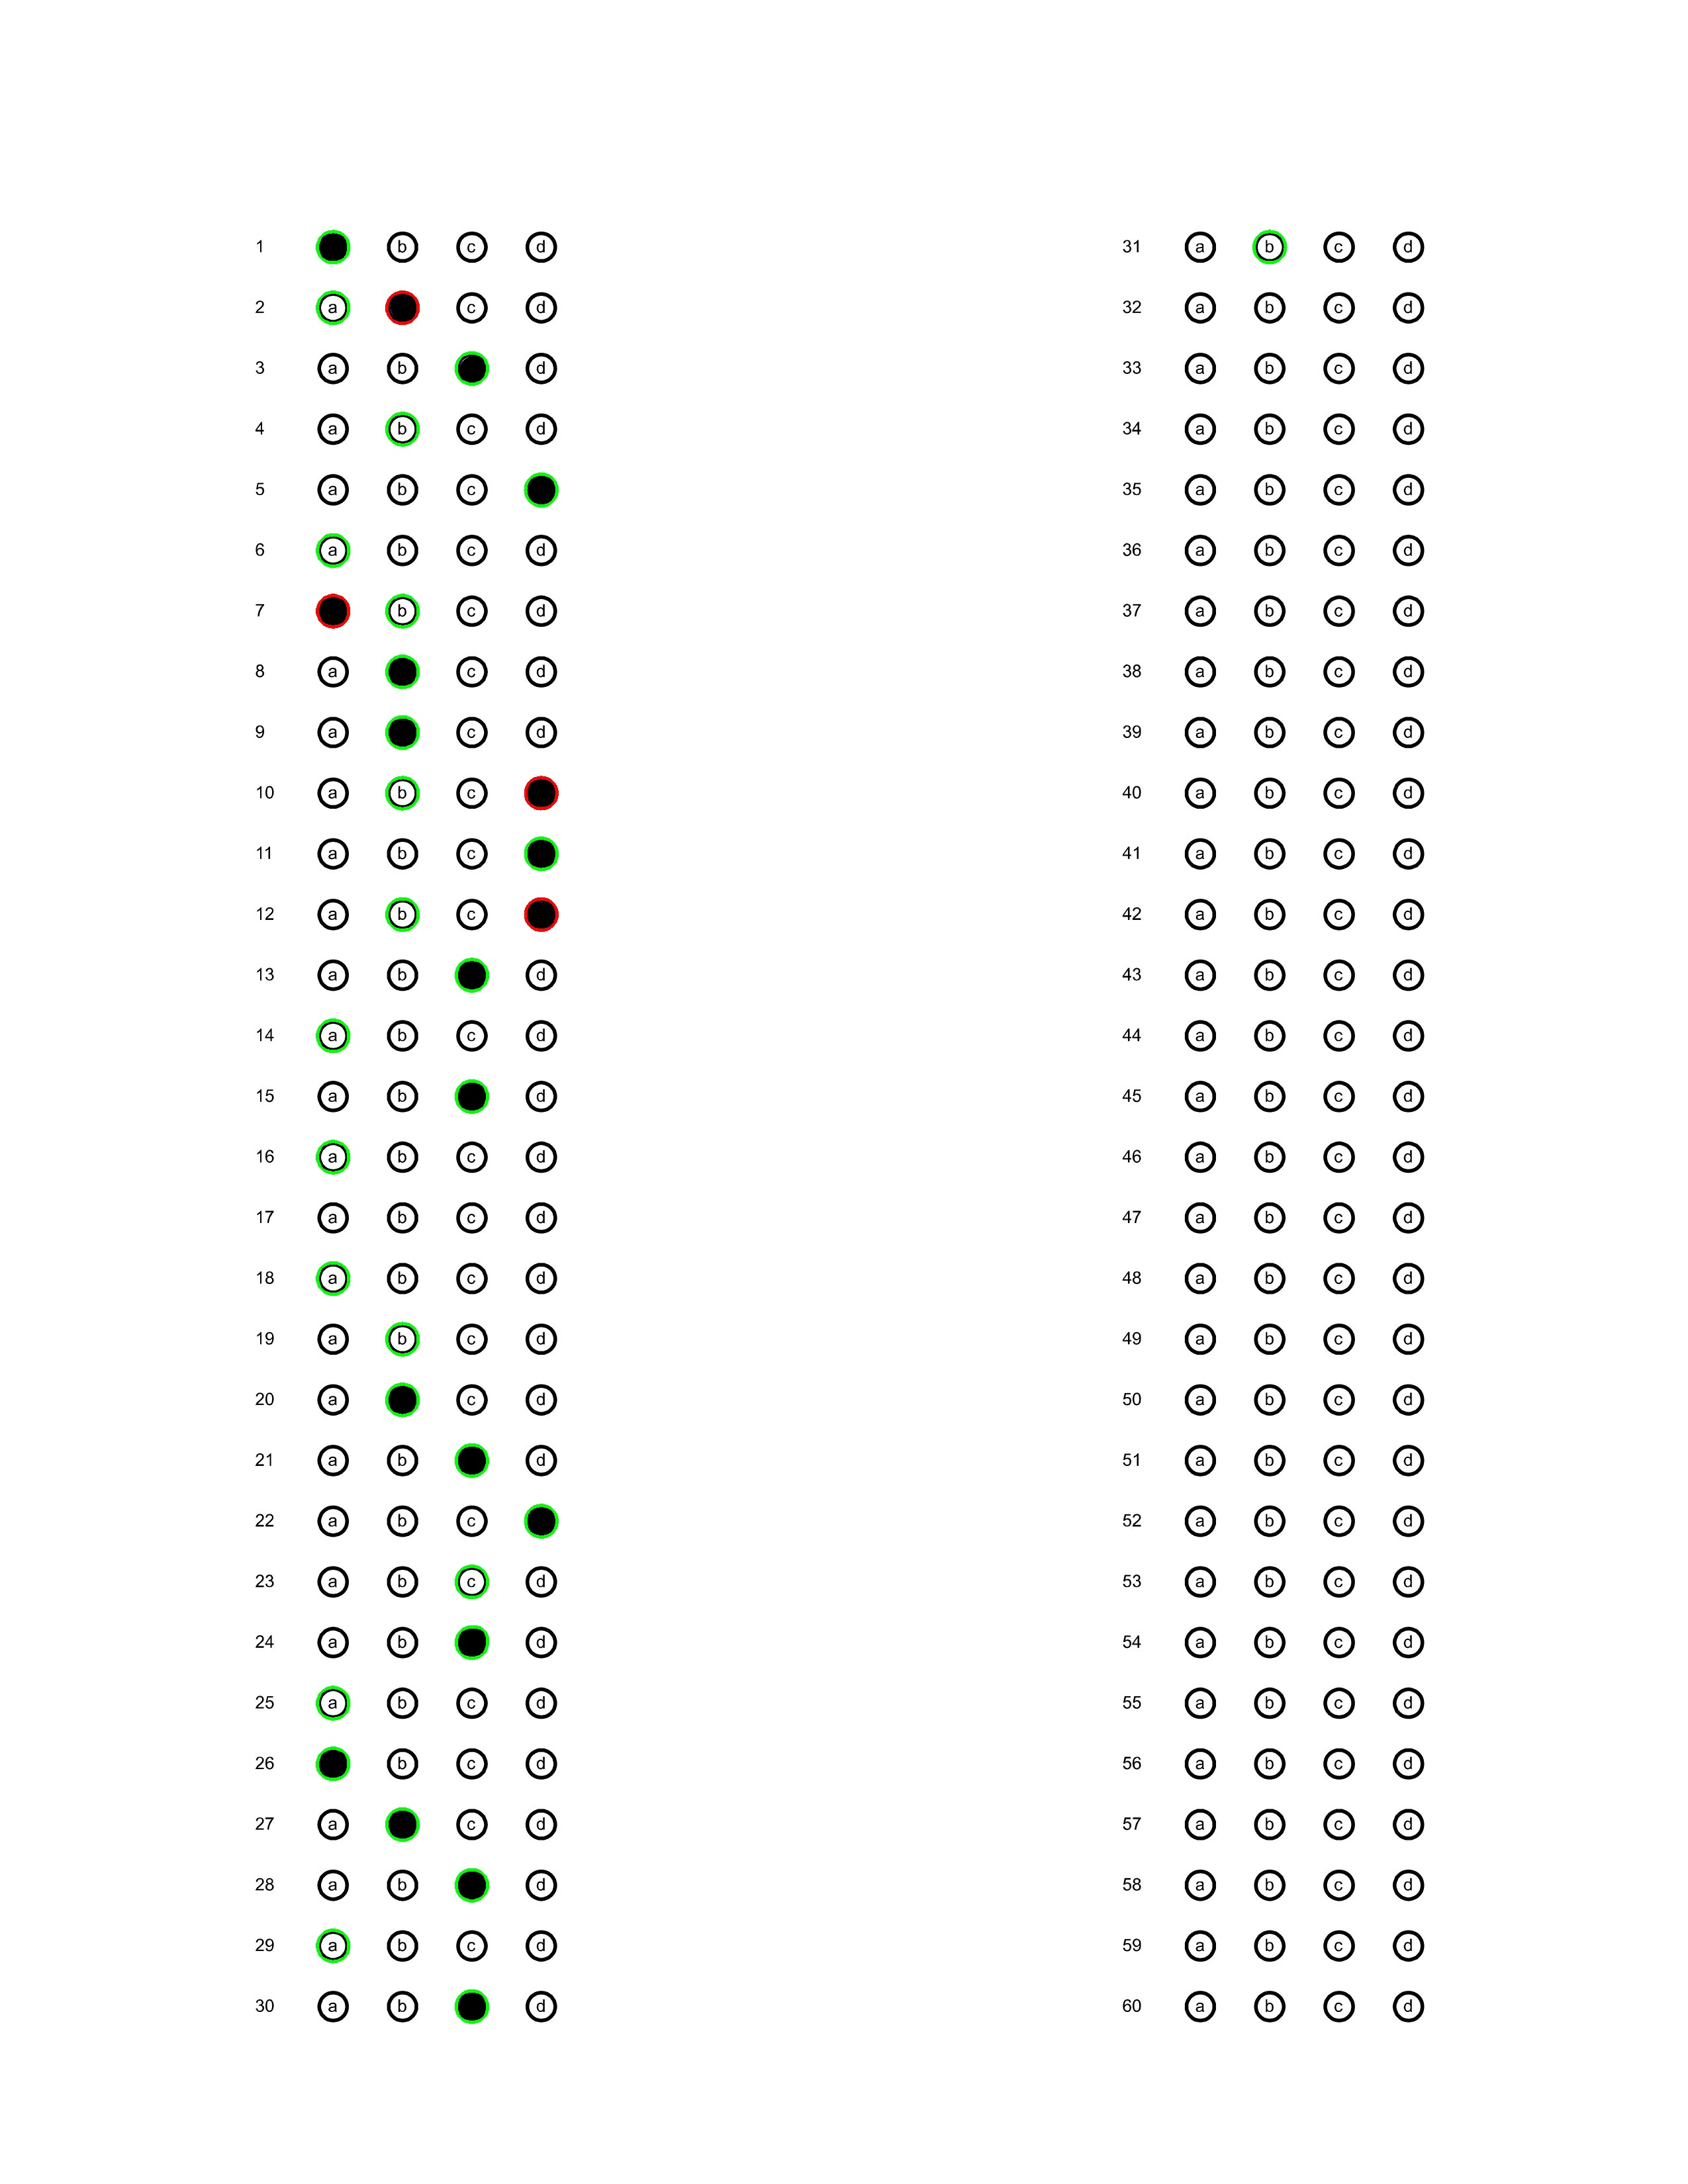 1 b c d
2 a c d
3 a b d
4 a b c d
5 a b c
6 a b c d
7 b c d
8 a c d
9 a c d
10 a b c
11 a b c
12 a b c
13 a b d
14 a b c d
15 a b d
16 a b c d
17 a b c d
18 a b c d
19 a b c d
20 a c d
21 a b d
22 a b c
23 a b c d
24 a b d
25 a b c d
26 b c d
27 a c d
28 a b d
29 a b c d
30 a b d
31 a b c d
32 a b c d
33 a b c d
34 a b c d
35 a b c d
36 a b c d
37 a b c d
38 a b c d
39 a b c d
40 a b c d
41 a b c d
42 a b c d
43 a b c d
44 a b c d
45 a b c d
46 a b c d
47 a b c d
48 a b c d
49 a b c d
50 a b c d
51 a b c d
52 a b c d
53 a b c d
54 a b c d
55 a b c d
56 a b c d
57 a b c d
58 a b c d
59 a b c d
60 a b c d